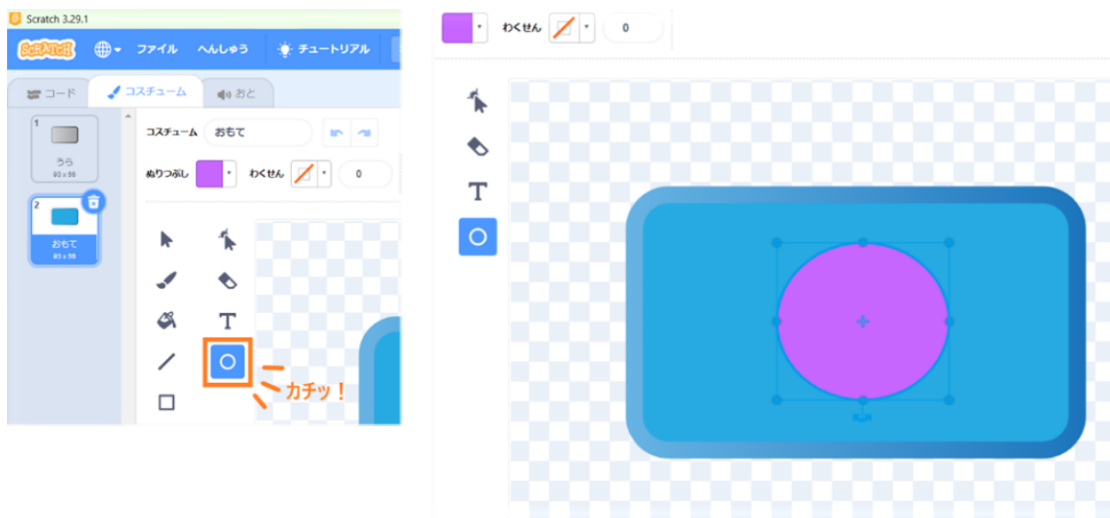 Scratch 3.29.1
SCRATCH ファイル へんしゅう チュートリアル
コード コスチューム おと
1
うら
93 x 56
2
おもて
93 x 56
コスチューム おもて
ぬりつぶし わくせん 0
T
カチッ！
わくせん 0
T